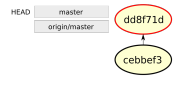 HEAD master dd8f71d
origin/master
cebbef3